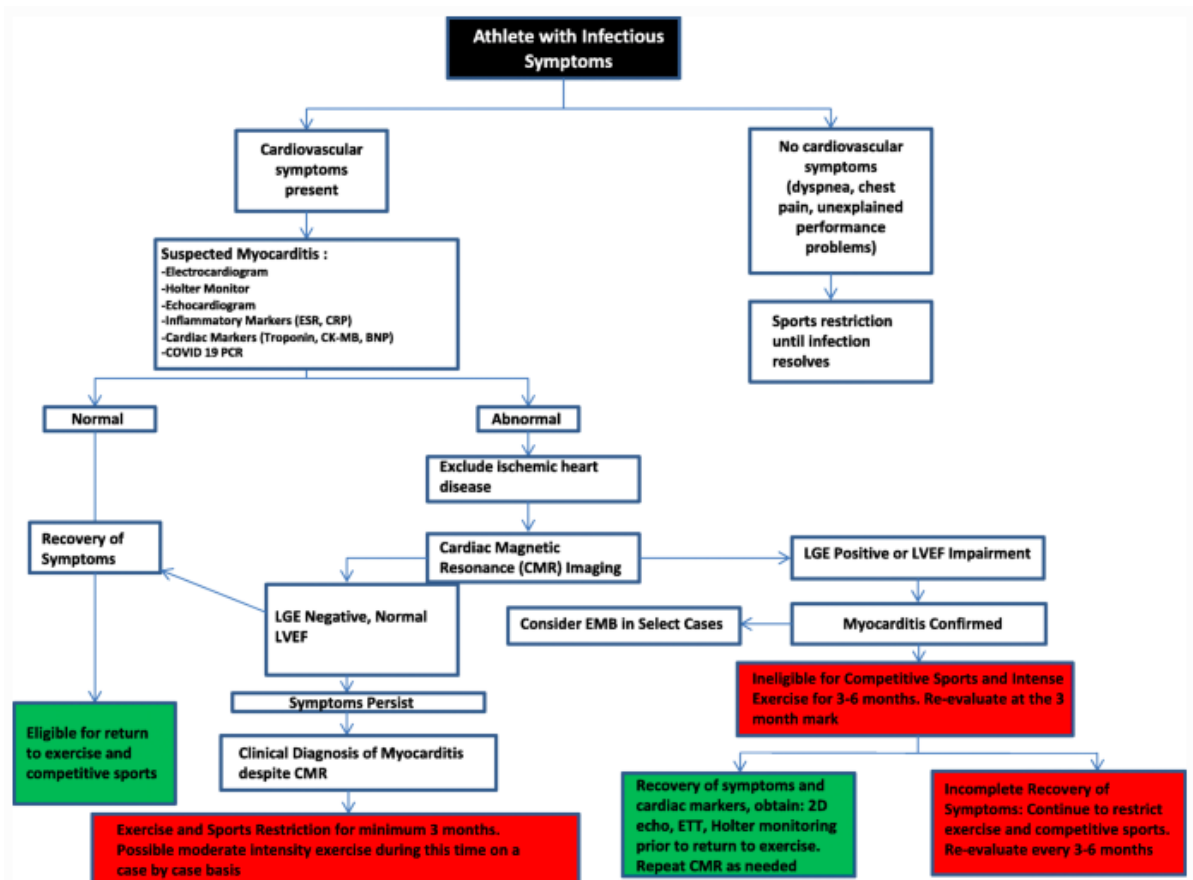 Athlete with Infectious
Symptoms
Cardiovascular
symptoms
present
No cardiovascular
symptoms
(dyspnea, chest
pain, unexplained
performance
problems)
Suspected Myocarditis :
-Electrocardiogram
-Holter Monitor
-Echocardiogram
-Inflammatory Markers (ESR, CRP)
-Cardiac Markers (Troponin, CK-MB, BNP)
-COVID 19 PCR
Sports restriction
until infection
resolves
Normal
Abnormal
Exclude ischemic heart
disease
Recovery of
Symptoms
Cardiac Magnetic
Resonance (CMR) Imaging
LGE Positive or LVEF Impairment
LGE Negative, Normal
LVEF
Consider EMB in Select Cases
Myocarditis Confirmed
Symptoms Persist
Ineligible for Competitive Sports and Intense
Exercise for 3-6 months. Re-evaluate at the 3
month mark
Eligible for return
to exercise and
competitive sports
Clinical Diagnosis of Myocarditis
despite CMR
Exercise and Sports Restriction for minimum 3 months.
Possible moderate intensity exercise during this time on a
case by case basis
Recovery of symptoms and
cardiac markers, obtain: 2D
echo, ETT, Holter monitoring
prior to return to exercise.
Repeat CMR as needed
Incomplete Recovery of
Symptoms: Continue to restrict
exercise and competitive sports.
Re-evaluate every 3-6 months